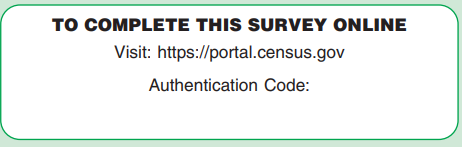 TO COMPLETE THIS SURVEY ONLINE
Visit: https://portal.census.gov
Authentication Code: